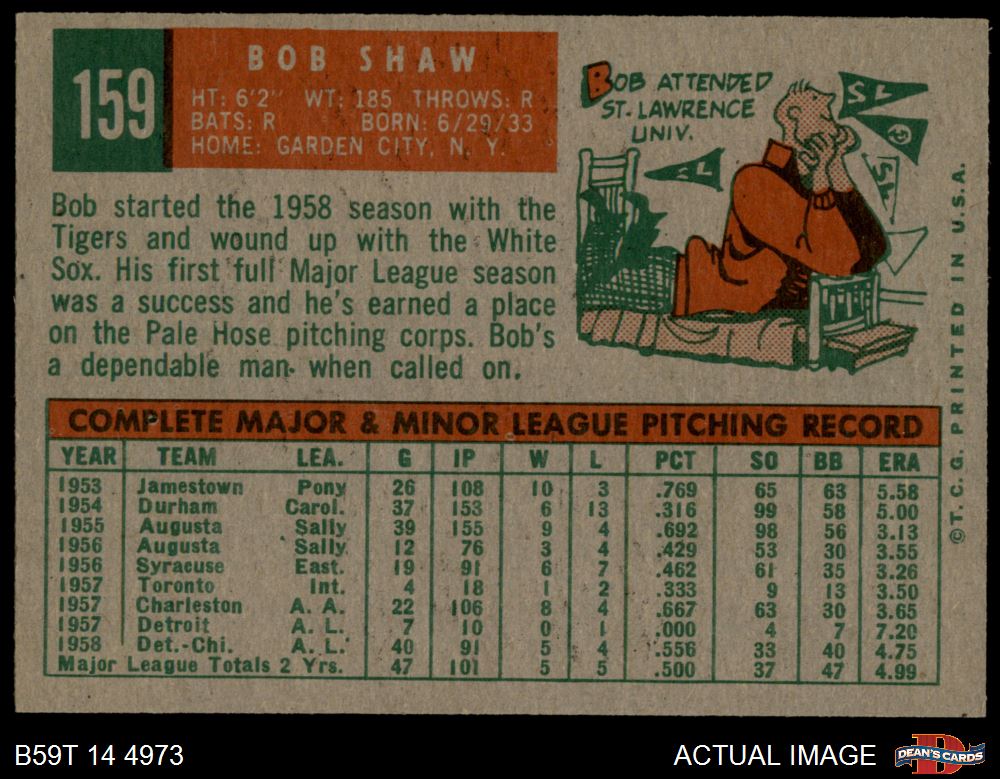 159
BOB SHAW
HT: 6'2" WT: 185 THROWS: R
BATS: R BORN: 6/29/33
HOME: GARDEN CITY, N. Y.
BOB ATTENDED
ST. LAWRENCE
UNIV.
SL
SL
SL
Bob started the 1958 season with the
Tigers and wound up with the White
Sox. His first full Major League season
was a success and he's earned a place
on the Pale Hose pitching corps. Bob's
a dependable man when called on.
COMPLETE MAJOR & MINOR LEAGUE PITCHING RECORD
YEAR TEAM LEA. G IP W L PCT SO BB ERA
1953 Jamestown Pony 26 108 10 3 .769 65 63 5.58
1954 Durham Carol. 37 153 6 13 .316 99 58 5.00
1955 Augusta Sally 39 155 9 4 .692 98 56 3.13
1956 Augusta Sally 12 76 3 4 .429 53 30 3.55
1956 Syracuse East. 19 91 6 7 .462 61 35 3.26
1957 Toronto Int. 4 18 1 2 .333 9 13 3.50
1957 Charleston A. A. 22 106 8 4 .667 63 30 3.65
1957 Detroit A. L. 7 10 0 1 .000 4 7 7.20
1958 Det.-Chi. A. L. 40 91 5 4 .556 33 40 4.75
Major League Totals 2 Yrs. 47 101 5 5 .500 37 47 4.99
©T. C. G. PRINTED IN U.S.A.
B59T 14 4973
ACTUAL IMAGE
DEAN'S CARDS